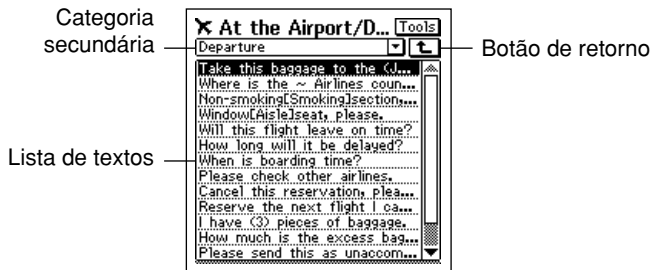 Categoria
secundária
At the Airport/D... Tools
Departure
Botão de retorno
Lista de textos
Take this baggage to the (J...
Where is the ~ Airlines coun...
Non-smoking[Smoking]section,...
Window[Aisle]seat, please.
Will this flight leave on time?
How long will it be delayed?
When is boarding time?
Please check other airlines.
Cancel this reservation, plea...
Reserve the next flight I ca...
I have (3) pieces of baggage.
How much is the excess bag...
Please send this as unaccom...